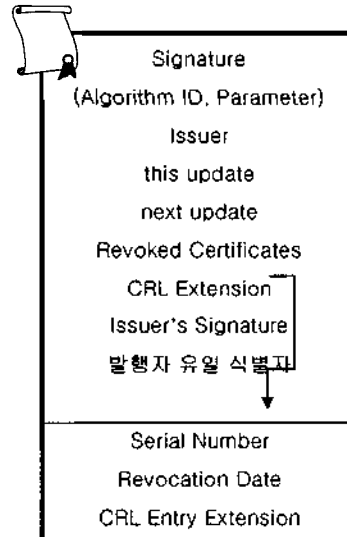 Signature
(Algorithm ID, Parameter)
Issuer
this update
next update
Revoked Certificates
CRL Extension
Issuer's Signature
발행자 유일 식별자
Serial Number
Revocation Date
CRL Entry Extension